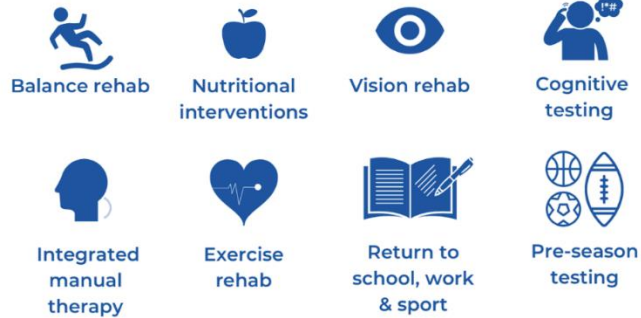 !*#
Balance rehab
Nutritional
interventions
Vision rehab
Cognitive
testing
Integrated
manual
therapy
Exercise
rehab
Return to
school, work
& sport
Pre-season
testing